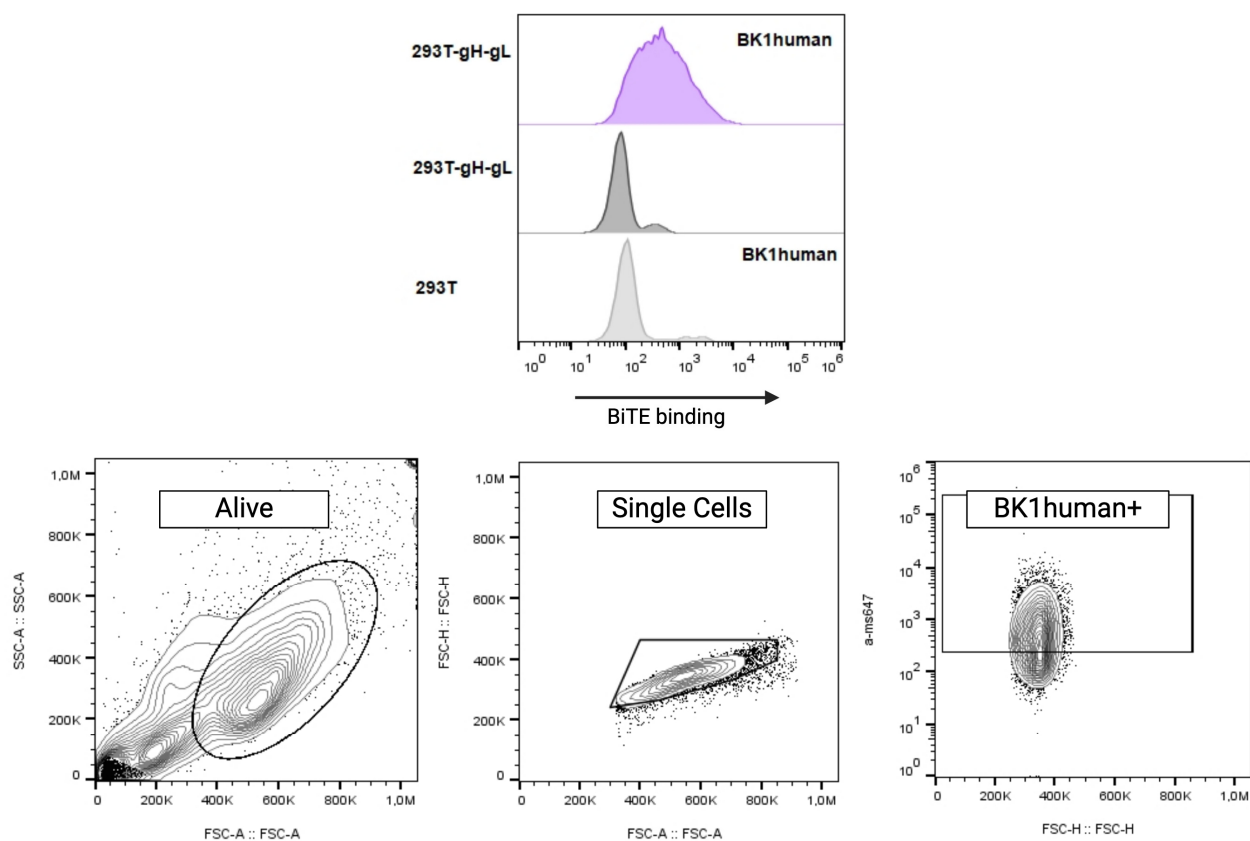 293T-gH-gL
BK1human
293T-gH-gL
BK1human
293T
10^0 10^1 10^2 10^3 10^4 10^5 10^6
BiTE binding
Alive
SSC-A :: SSC-A
1,0M
800K
600K
400K
200K
0
0 200K 400K 600K 800K 1,0M
FSC-A :: FSC-A
Single Cells
FSC-H :: FSC-H
1,0M
800K
600K
400K
200K
0
0 200K 400K 600K 800K 1,0M
FSC-A :: FSC-A
BK1human+
a-ms647
10^6
10^5
10^4
10^3
10^2
10^1
10^0
0 200K 400K 600K 800K 1,0M
FSC-H :: FSC-H